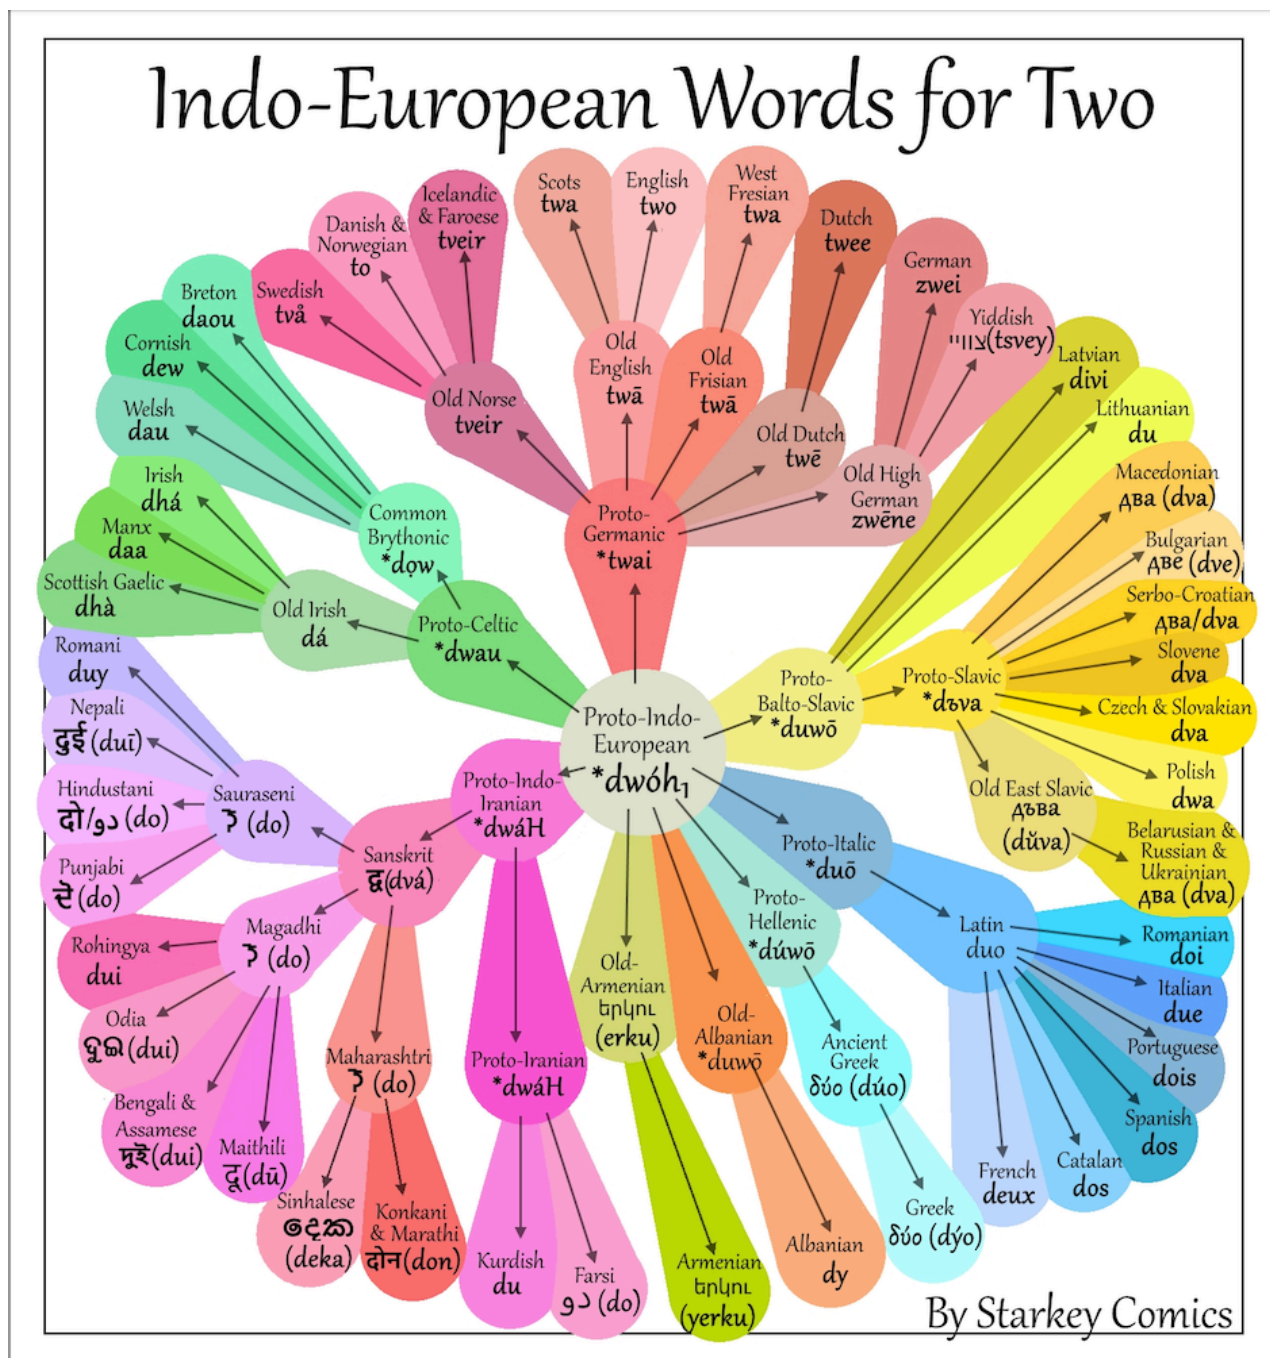 Indo-European Words for Two
Scots
twa
English
two
West
Fresian
twa
Dutch
twee
German
zwei
Yiddish
צוויי(tsvey)
Icelandic
& Faroese
tveir
Danish &
Norwegian
to
Swedish
två
Breton
daou
Cornish
dew
Welsh
dau
Irish
dhá
Manx
daa
Scottish Gaelic
dhà
Old Norse
tveir
Old
English
twā
Old
Frisian
twā
Old Dutch
twē
Old High
German
zwēne
Proto-
Germanic
*twai
Common
Brythonic
*dọw
Old Irish
dá
Proto-Celtic
*dwau
Latvian
divi
Lithuanian
du
Macedonian
два (dva)
Bulgarian
две (dve)
Serbo-Croatian
два/dva
Slovene
dva
Czech & Slovakian
dva
Polish
dwa
Belarusian &
Russian &
Ukrainian
два (dva)
Proto-
Balto-Slavic
*duwō
Proto-Slavic
*dъva
Old East Slavic
дъва
(dŭva)
Proto-Indo-
European
*dwóh₁
Romani
duy
Nepali
दुई (duī)
Hindustani
दो/دو (do)
Punjabi
ਦੋ (do)
Sauraseni
(do)
Proto-Indo-
Iranian
*dwáH
Sanskrit
द्व(dvá)
Magadhi
(do)
Rohingya
dui
Odia
ଦୁଇ (dui)
Bengali &
Assamese
দুই(dui)
Maithili
दू(dū)
Maharashtri
(do)
Sinhalese
දෙක
(deka)
Konkani
& Marathi
दोन(don)
Proto-Iranian
*dwáH
Kurdish
du
Farsi
دو (do)
Old-
Armenian
երկու
(erku)
Armenian
երկու
(yerku)
Old-
Albanian
*duwō
Albanian
dy
Proto-
Hellenic
*dúwō
Ancient
Greek
δύο (dúo)
Greek
δύο (dýo)
Proto-Italic
*duō
Latin
duo
Romanian
doi
Italian
due
Portuguese
dois
Spanish
dos
Catalan
dos
French
deux
By Starkey Comics